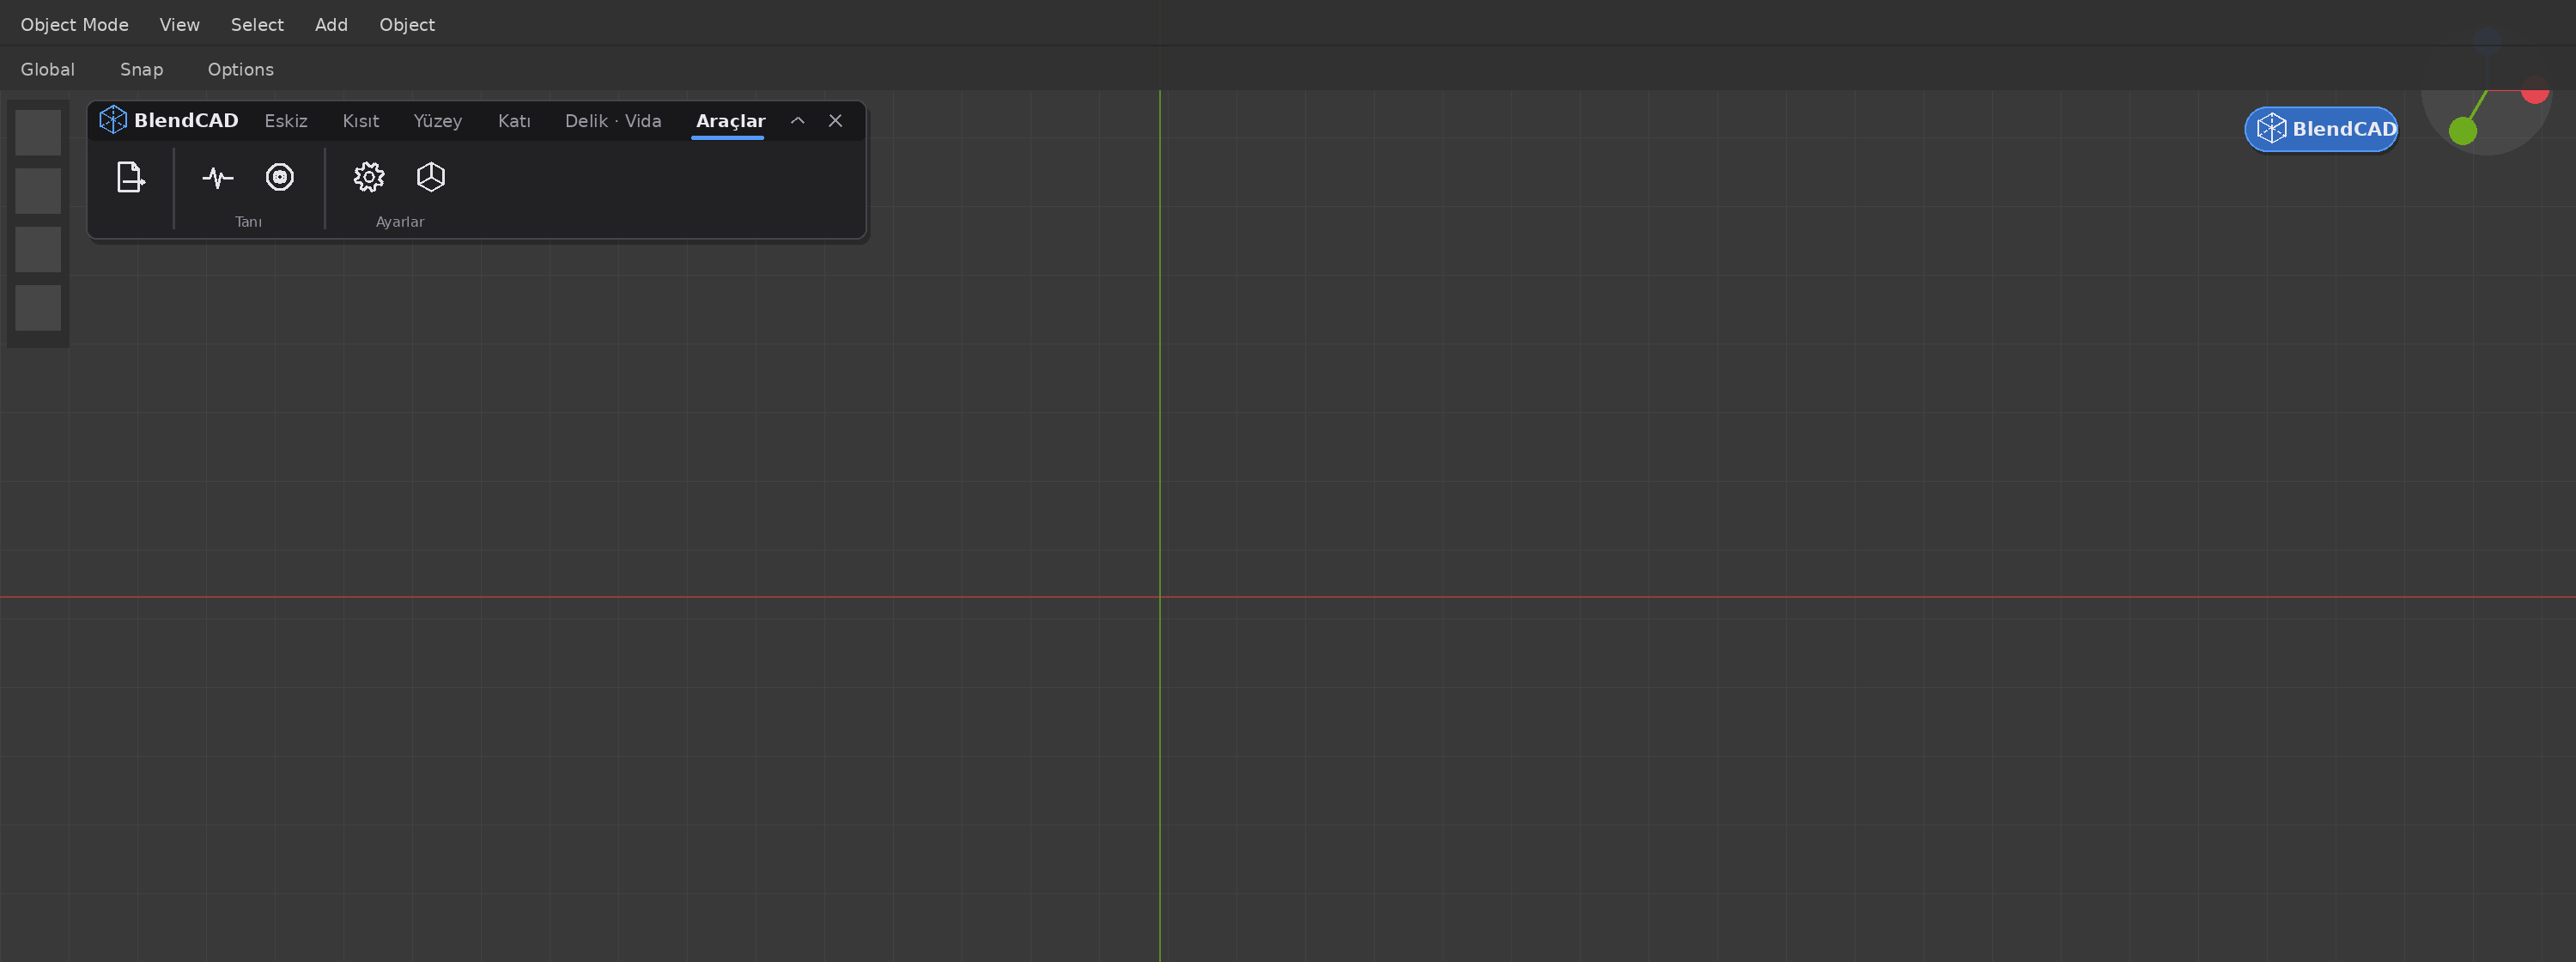 Object Mode View Select Add Object
Global Snap Options
BlendCAD Eskiz Kısıt Yüzey Katı Delik · Vida Araçlar
BlendCAD
Tanı Ayarlar